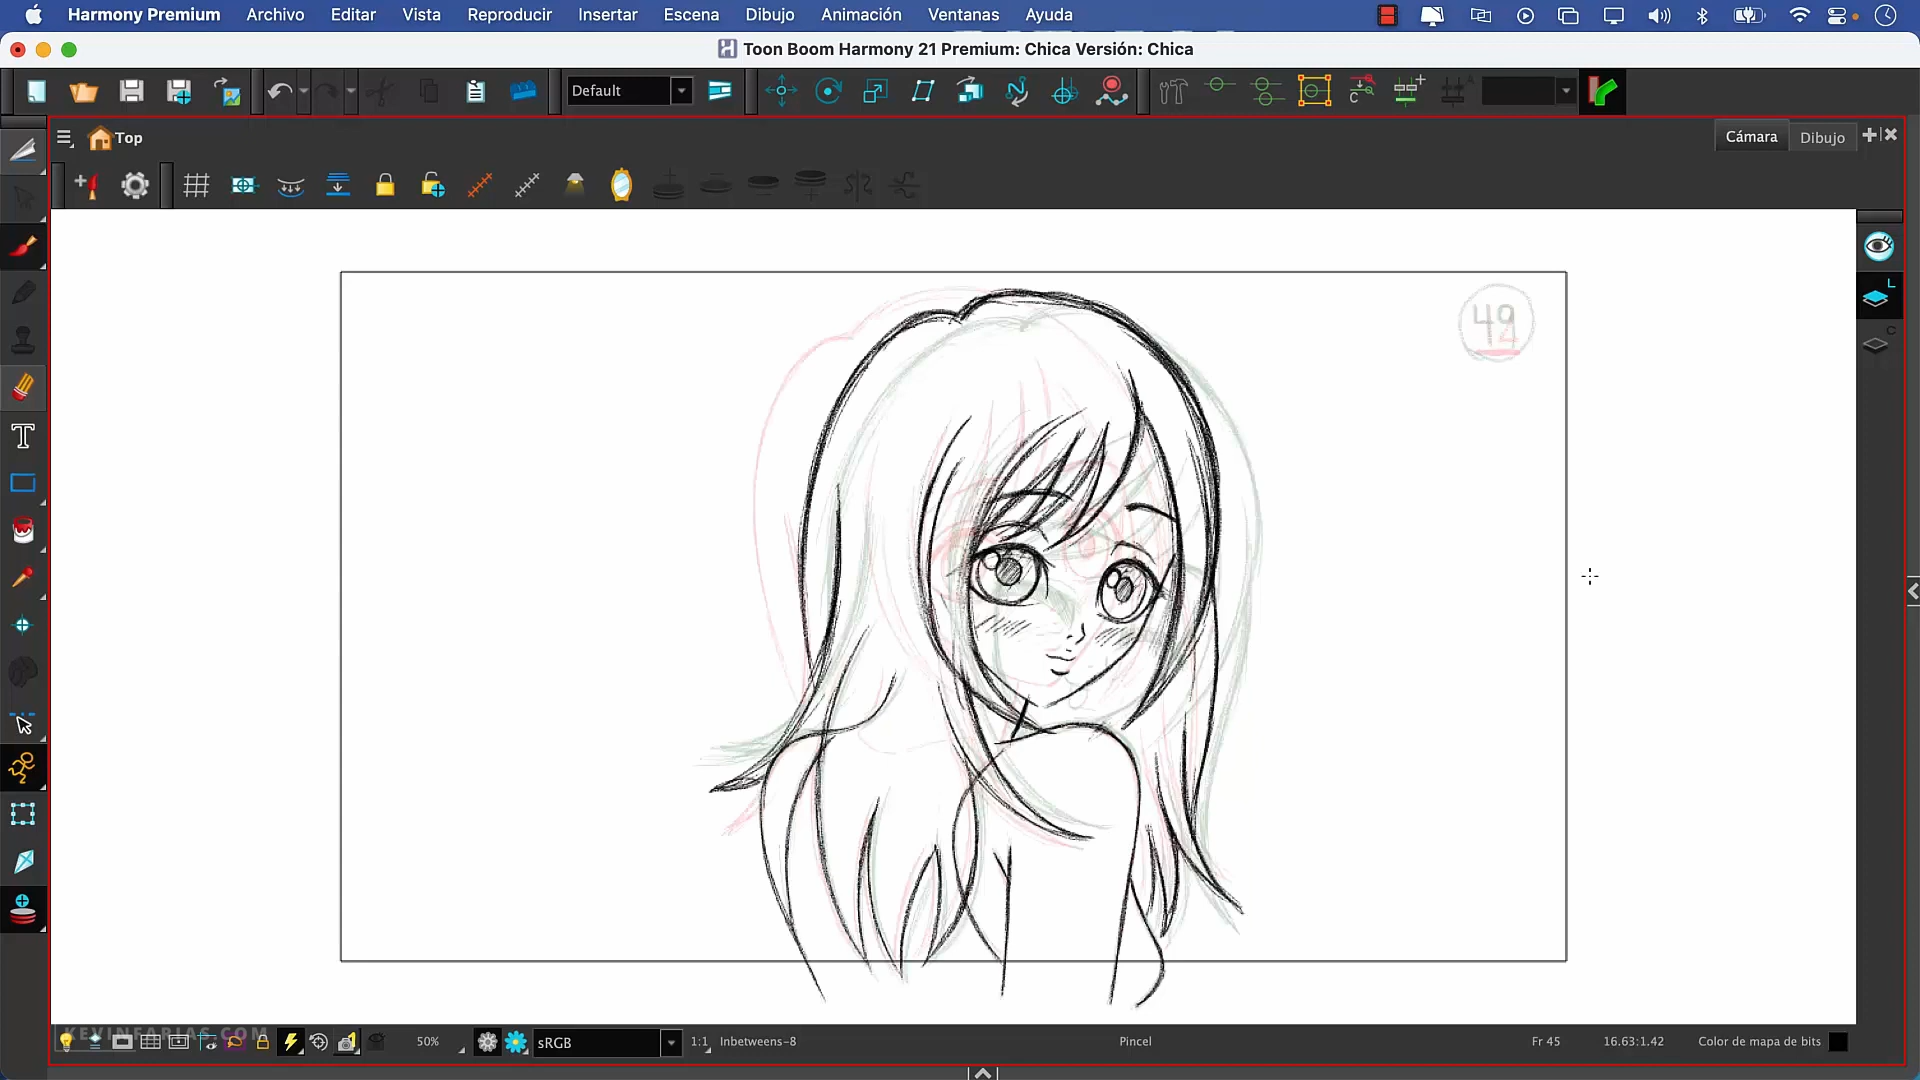 Harmony Premium Archivo Editar Vista Reproducir Insertar Escena Dibujo Animación Ventanas Ayuda
Toon Boom Harmony 21 Premium: Chica Versión: Chica
Default
Top
Cámara Dibujo
L
C
T
KEVINFARIAS.COM
50%
sRGB
1:1 Inbetweens-8
Pincel
Fr 45
16.63:1.42
Color de mapa de bits